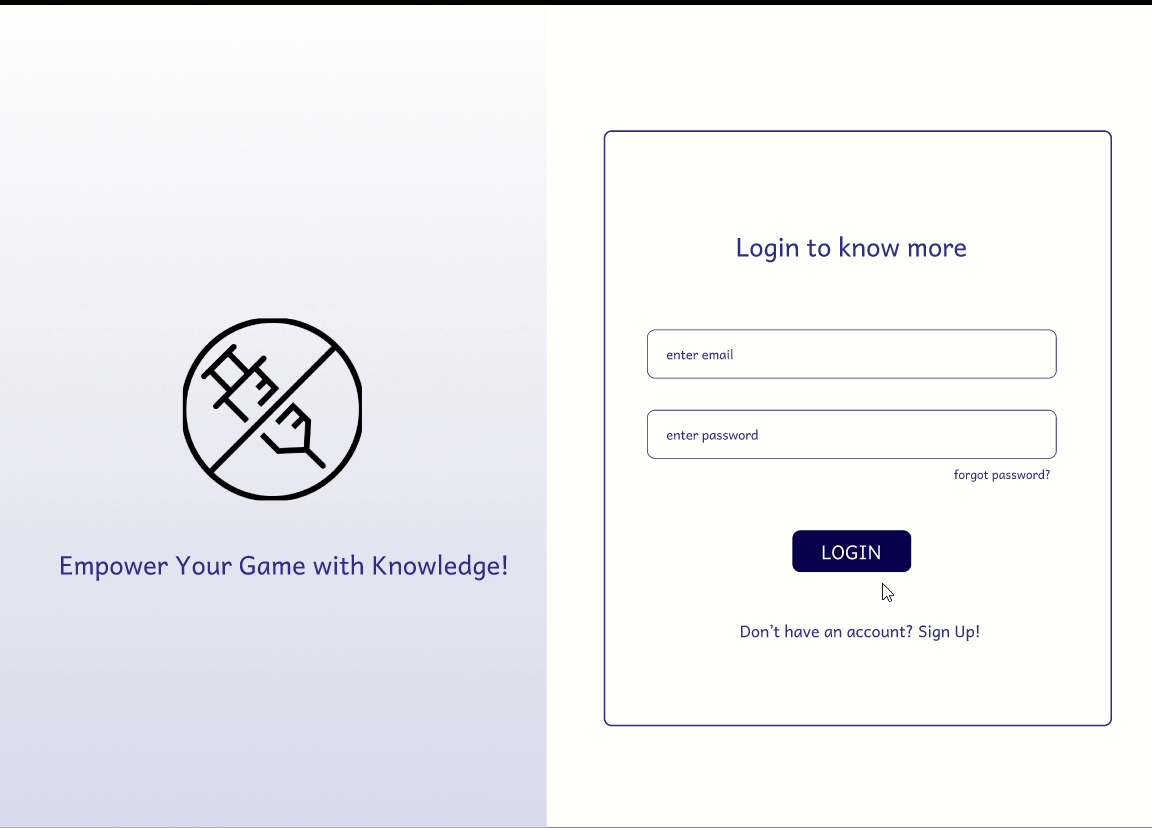 Empower Your Game with Knowledge!
Login to know more
enter email
enter password
forgot password?
LOGIN
Don't have an account? Sign Up!